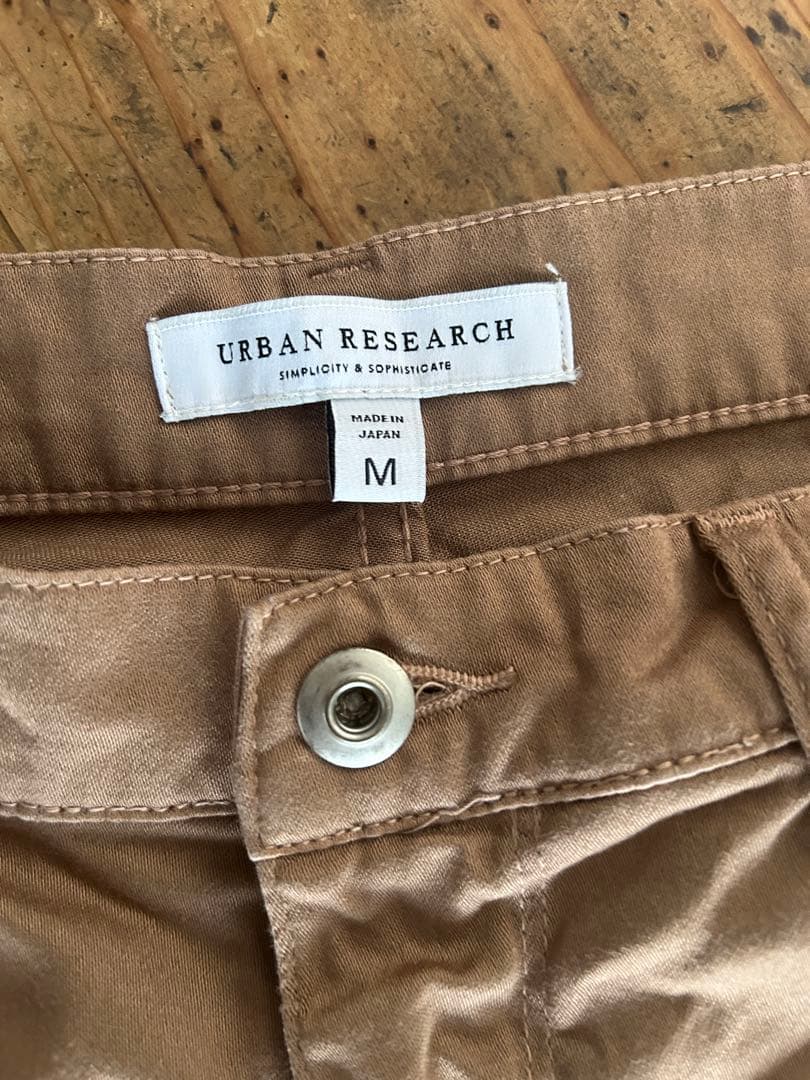 URBAN RESEARCH
SIMPLICITY & SOPHISTICATE
MADE IN
JAPAN
M